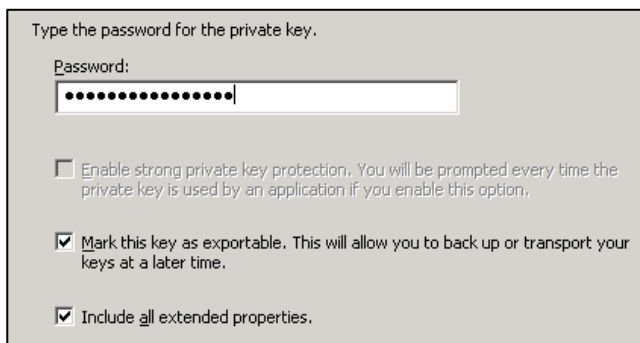 Type the password for the private key.
Password:
••••••••••••••••
Enable strong private key protection. You will be prompted every time the
private key is used by an application if you enable this option.
Mark this key as exportable. This will allow you to back up or transport your
keys at a later time.
Include all extended properties.